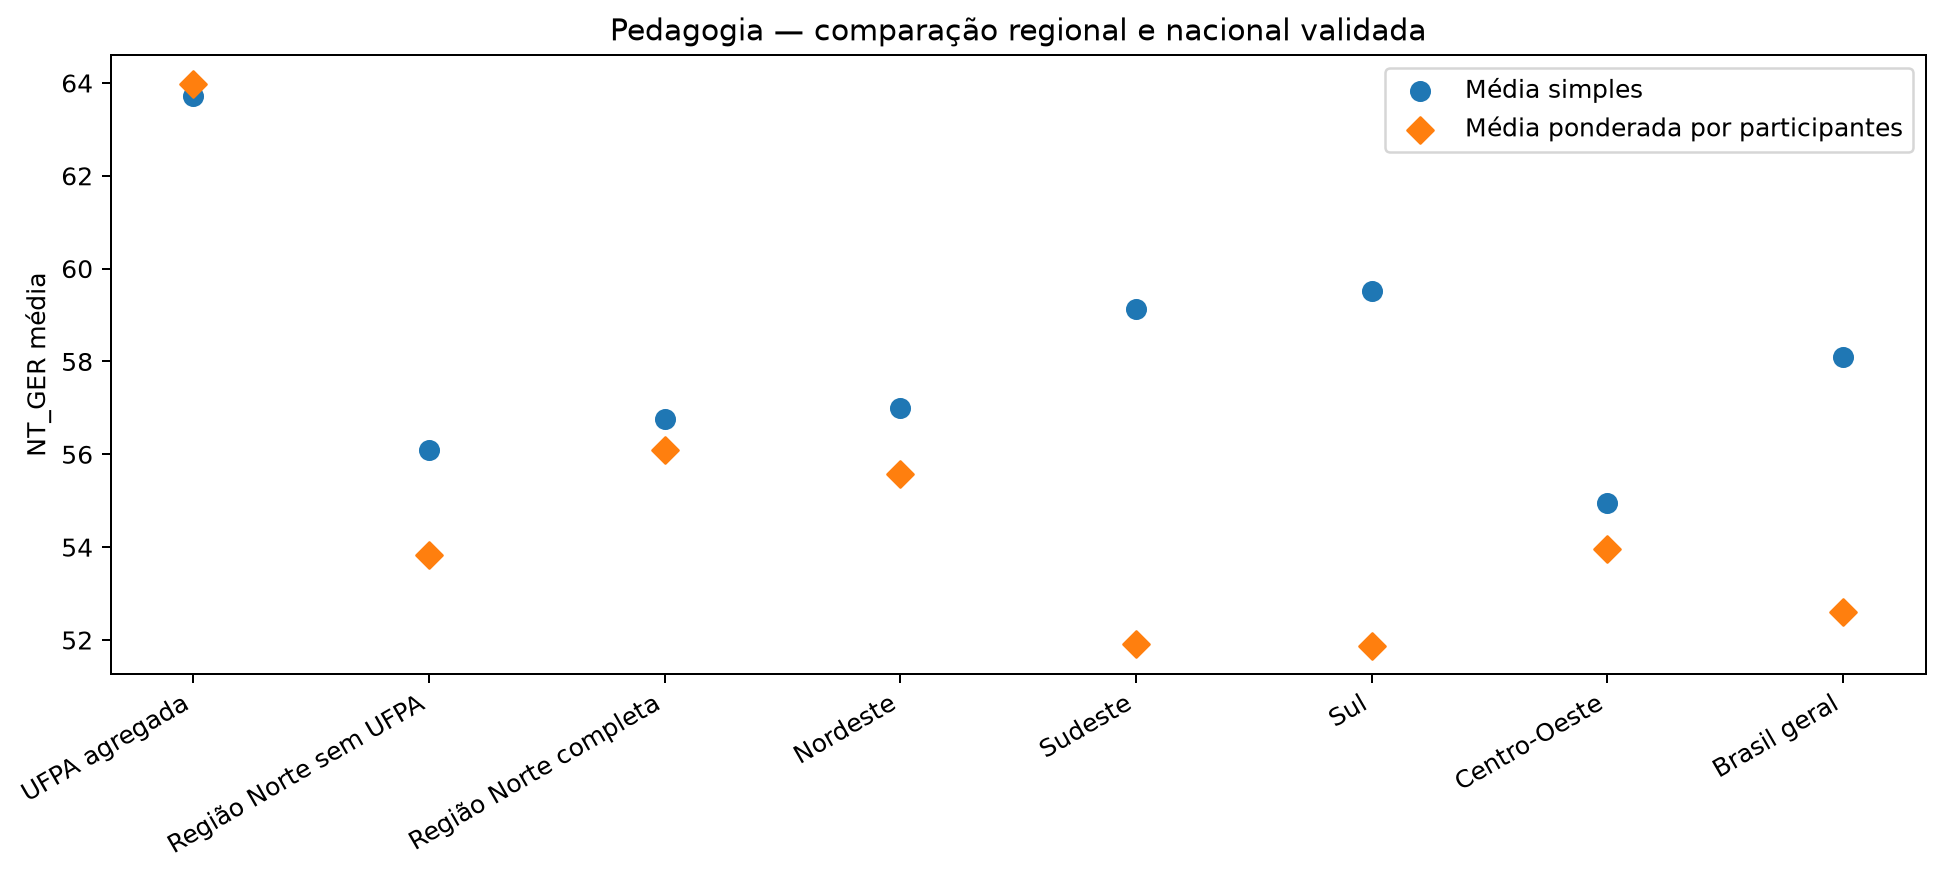 Pedagogia — comparação regional e nacional validada
Média simples
Média ponderada por participantes
NT_GER média
64
62
60
58
56
54
52
UFPA agregada
Região Norte sem UFPA
Região Norte completa
Nordeste
Sudeste
Sul
Centro-Oeste
Brasil geral